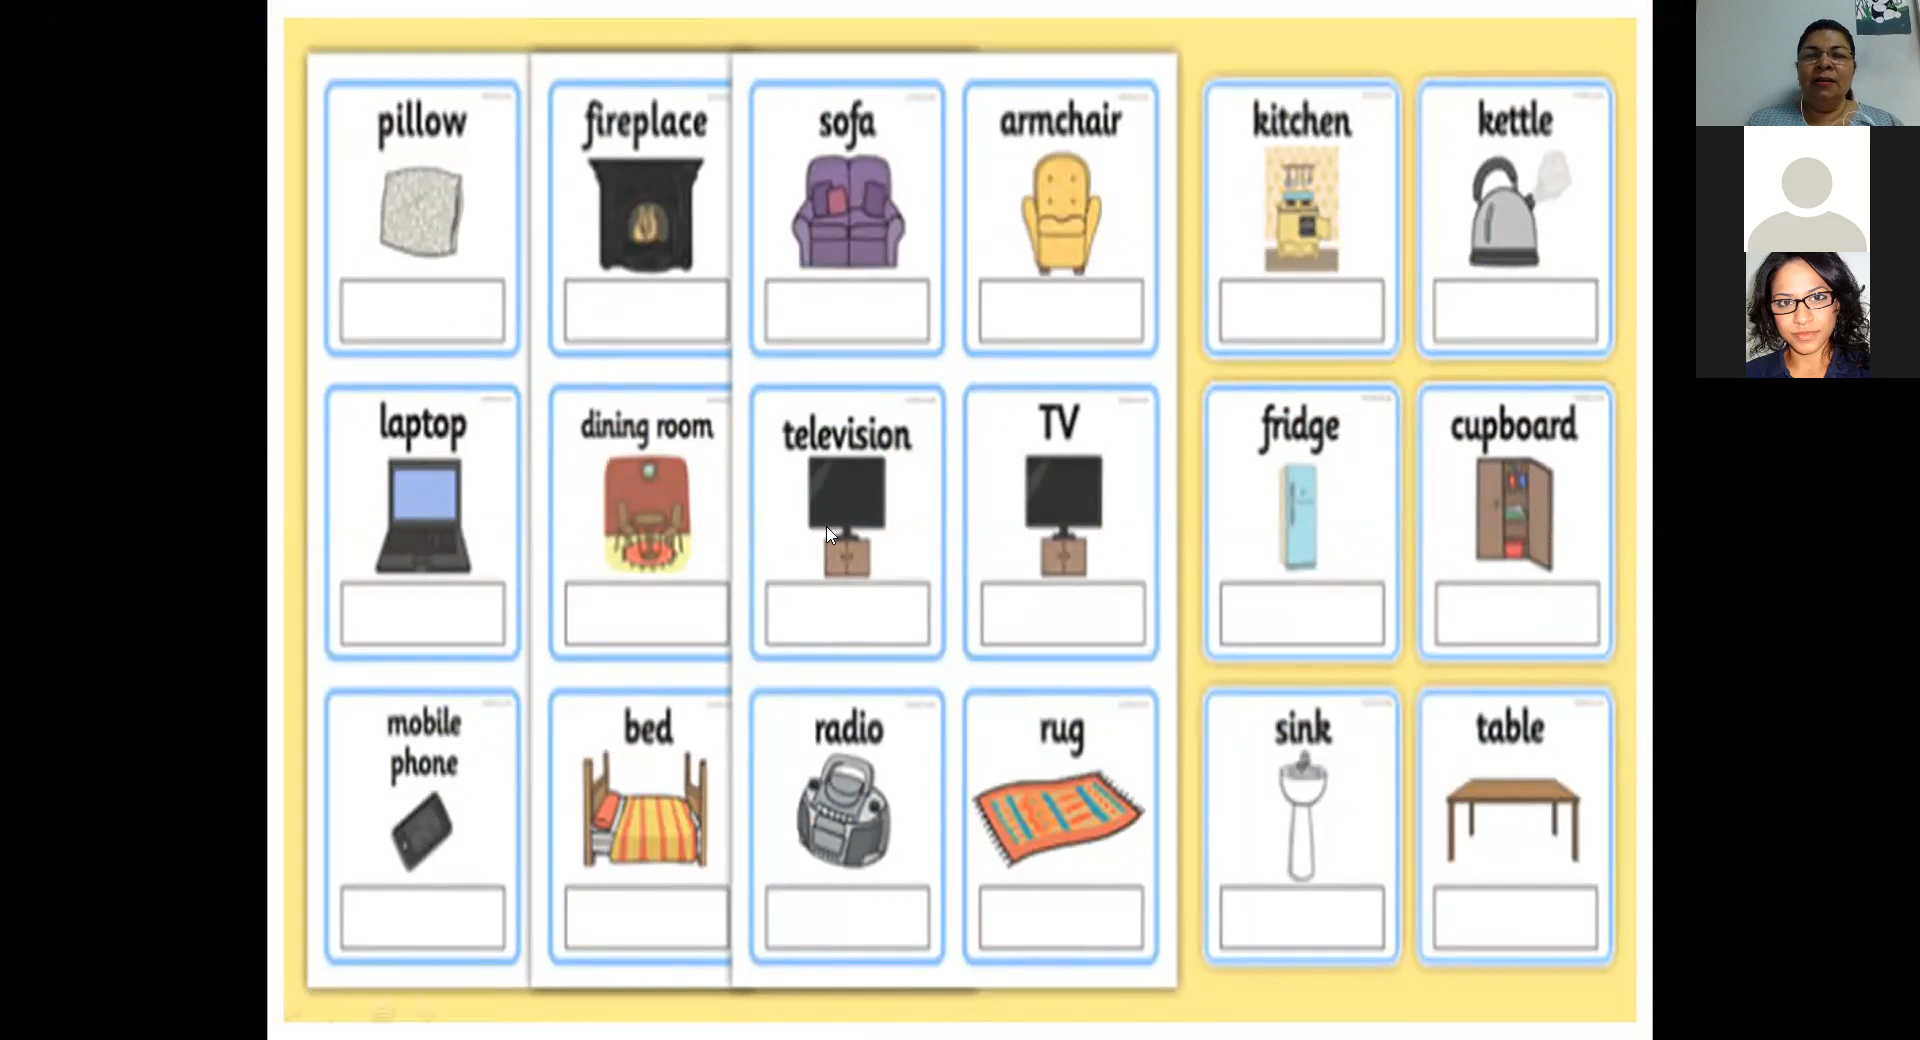 pillow
fireplace
sofa
armchair
kitchen
kettle
laptop
dining room
television
TV
fridge
cupboard
mobile
phone
bed
radio
rug
sink
table